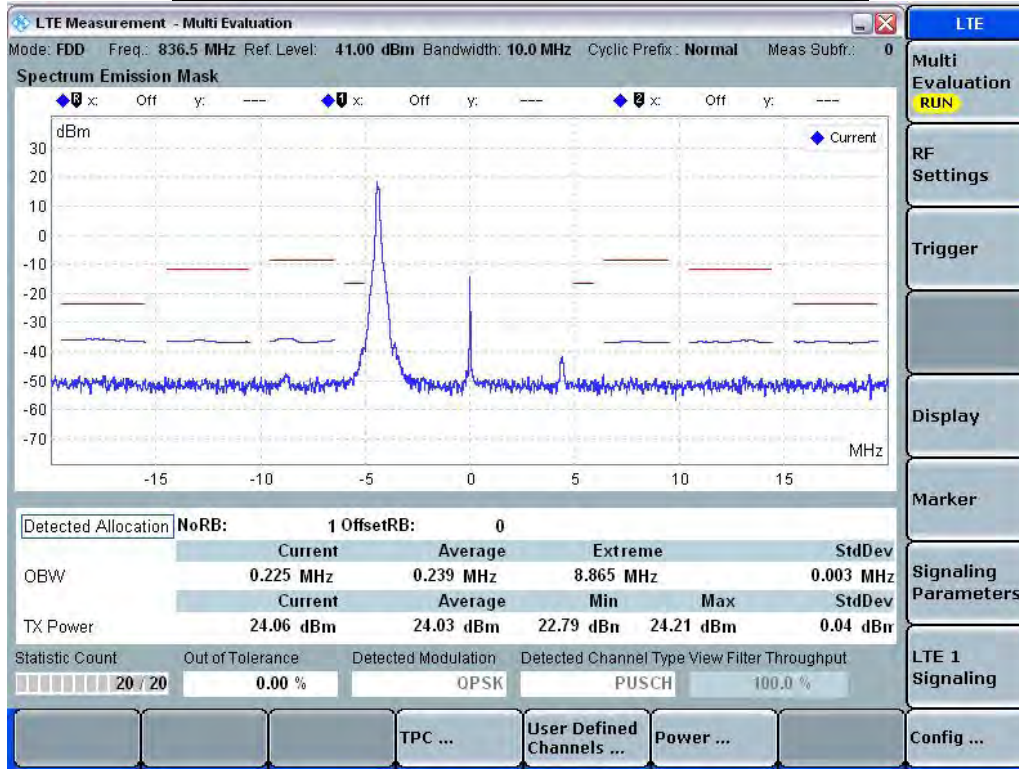 LTE Measurement - Multi Evaluation
LTE
Mode: FDD Freq.: 836.5 MHz Ref. Level: 41.00 dBm Bandwidth: 10.0 MHz Cyclic Prefix: Normal Meas Subfr.: 0
Spectrum Emission Mask
R x: Off y: --- 1 x: Off y: --- 2 x: Off y: ---
dBm
Current
30
20
10
0
-10
-20
-30
-40
-50
-60
-70
MHz
-15 -10 -5 0 5 10 15
Detected Allocation NoRB: 1 OffsetRB: 0
Current Average Extreme StdDev
OBW 0.225 MHz 0.239 MHz 8.865 MHz 0.003 MHz
Current Average Min Max StdDev
TX Power 24.06 dBm 24.03 dBm 22.79 dBm 24.21 dBm 0.04 dBm
Statistic Count Out of Tolerance Detected Modulation Detected Channel Type View Filter Throughput
20 / 20 0.00 % QPSK PUSCH 100.0 %
Multi
Evaluation
RUN
RF
Settings
Trigger
Display
Marker
Signaling
Parameters
LTE 1
Signaling
TPC ...
User Defined
Channels ...
Power ...
Config ...